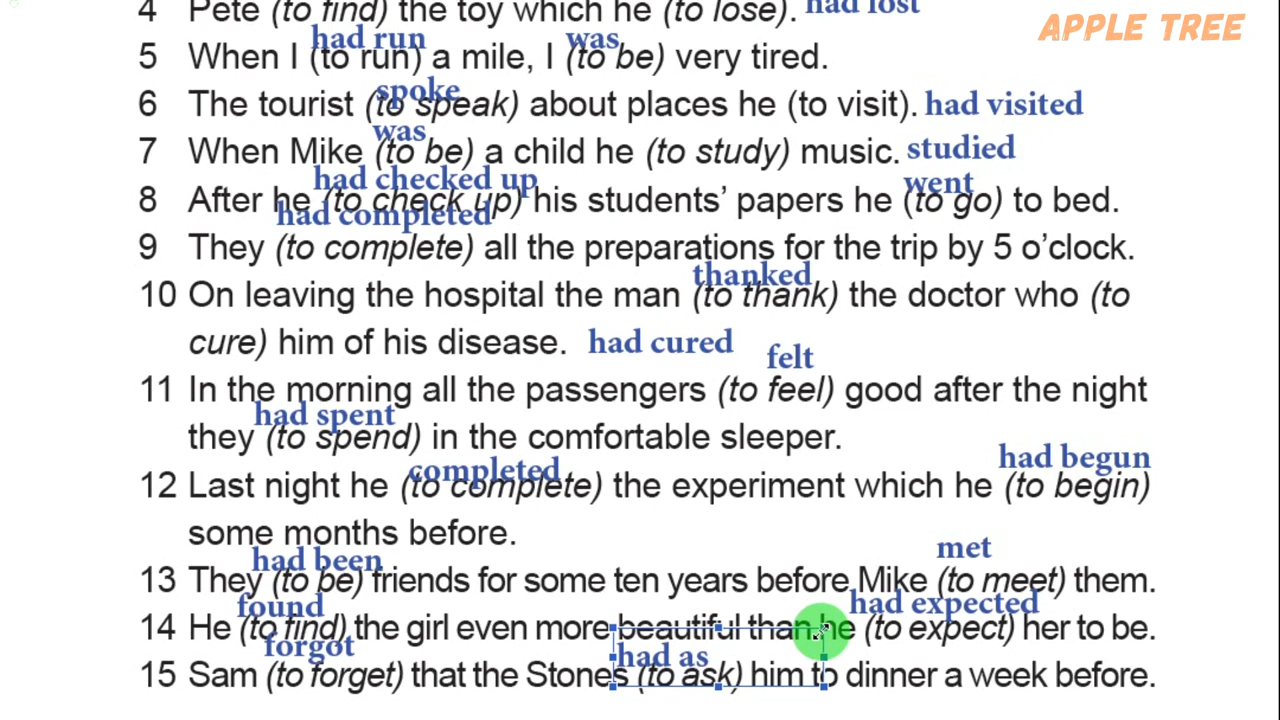 APPLE TREE
had lost
4 Pete (to find) the toy which he (to lose).
had run was
5 When I (to run) a mile, I (to be) very tired.
spoke
6 The tourist (to speak) about places he (to visit). had visited
was
7 When Mike (to be) a child he (to study) music. studied
had checked up went
8 After he (to check up) his students’ papers he (to go) to bed.
had completed
9 They (to complete) all the preparations for the trip by 5 o’clock.
thanked
10 On leaving the hospital the man (to thank) the doctor who (to
cure) him of his disease. had cured
felt
11 In the morning all the passengers (to feel) good after the night
had spent
they (to spend) in the comfortable sleeper.
completed had begun
12 Last night he (to complete) the experiment which he (to begin)
some months before.
had been met
13 They (to be) friends for some ten years before Mike (to meet) them.
found had expected
14 He (to find) the girl even more beautiful than he (to expect) her to be.
forgot had as
15 Sam (to forget) that the Stones (to ask) him to dinner a week before.